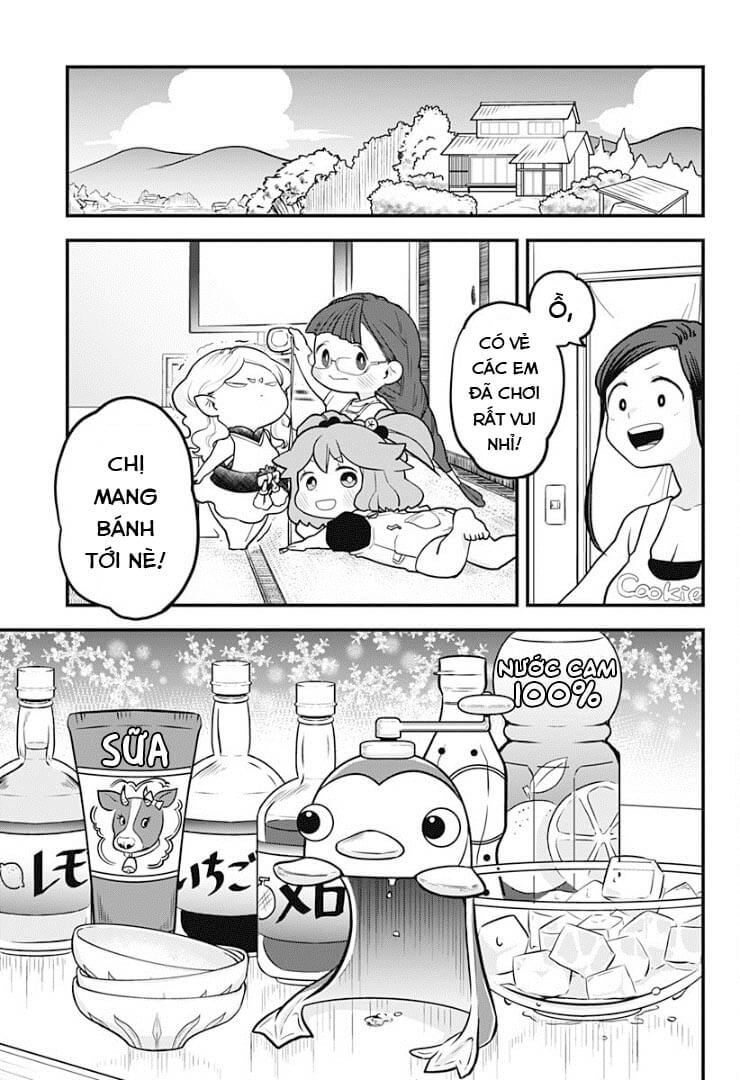 Ồ,
CÓ VẺ
CÁC EM
ĐÃ CHƠI
RẤT VUI
NHỈ!
Cookie
CHỊ
MANG
BÁNH
TỚI NÈ!
NƯỚC CAM
100%
SỮA
レモ
いちご
メロ